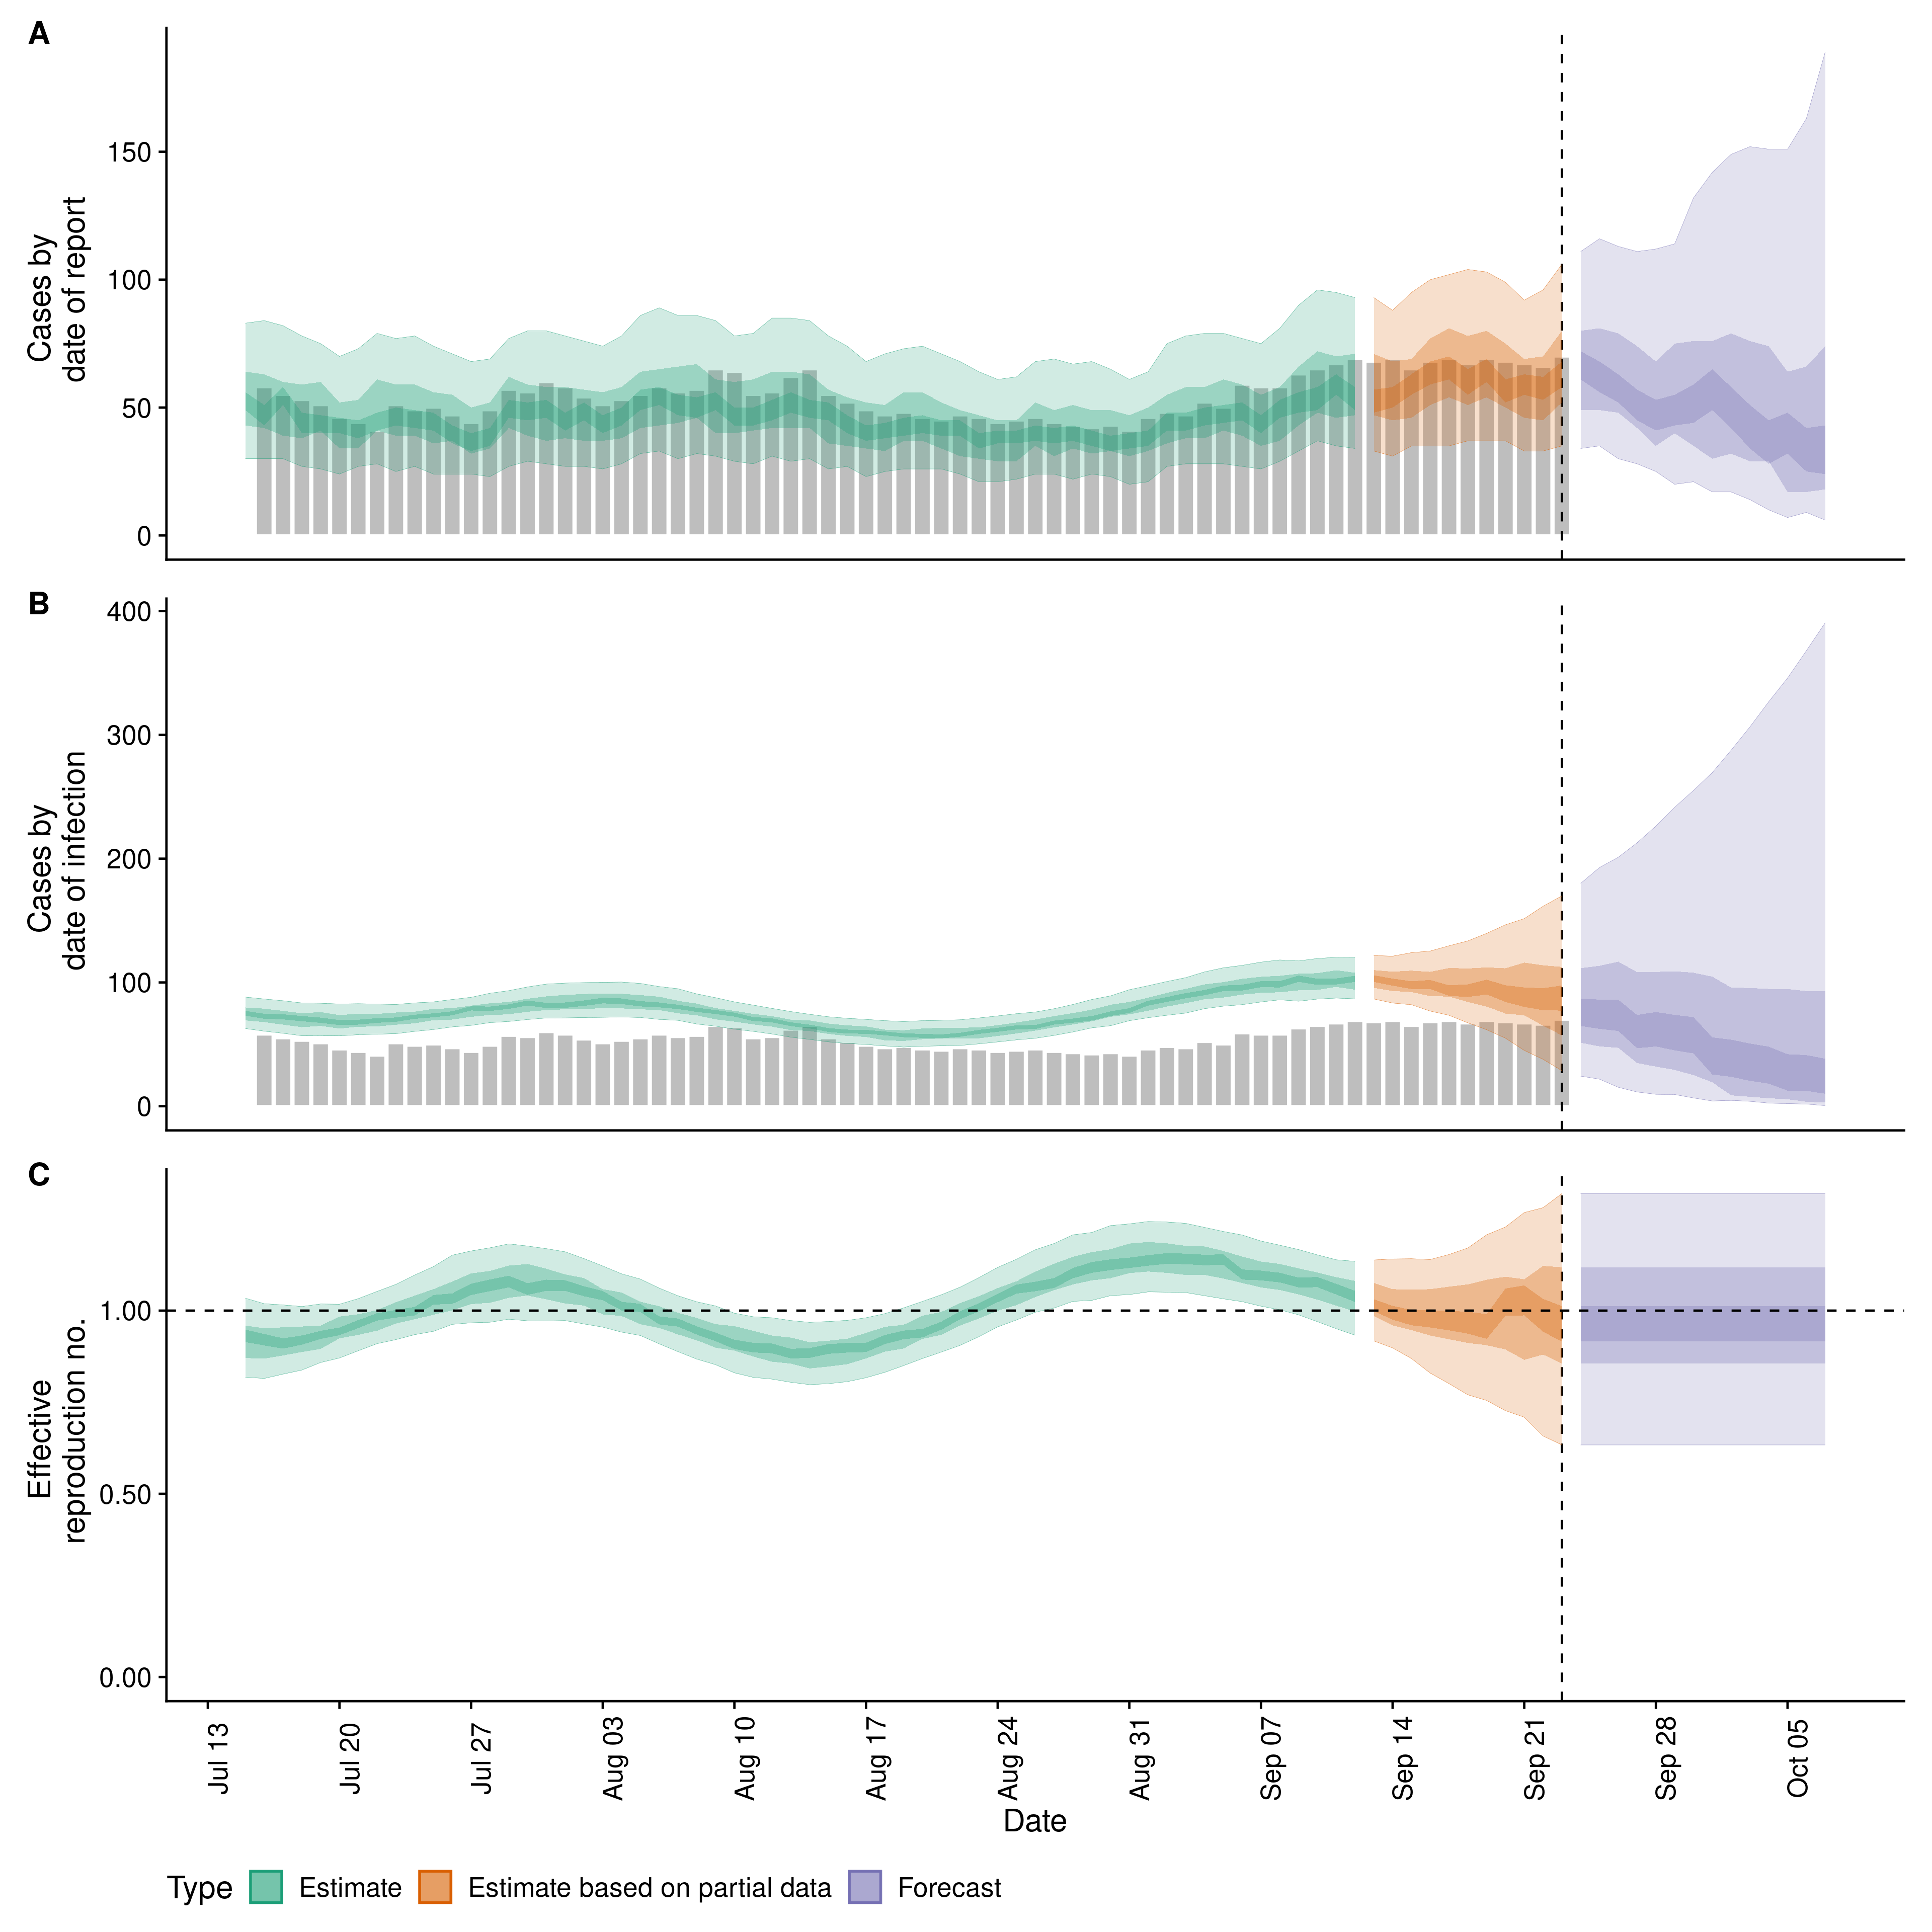 A
Cases by
date of report
150
100
50
0
B
Cases by
date of infection
400
300
200
100
0
C
Effective
reproduction no.
1.00
0.50
0.00
Jul 13
Jul 20
Jul 27
Aug 03
Aug 10
Aug 17
Aug 24
Aug 31
Sep 07
Sep 14
Sep 21
Sep 28
Oct 05
Date
Type Estimate Estimate based on partial data Forecast